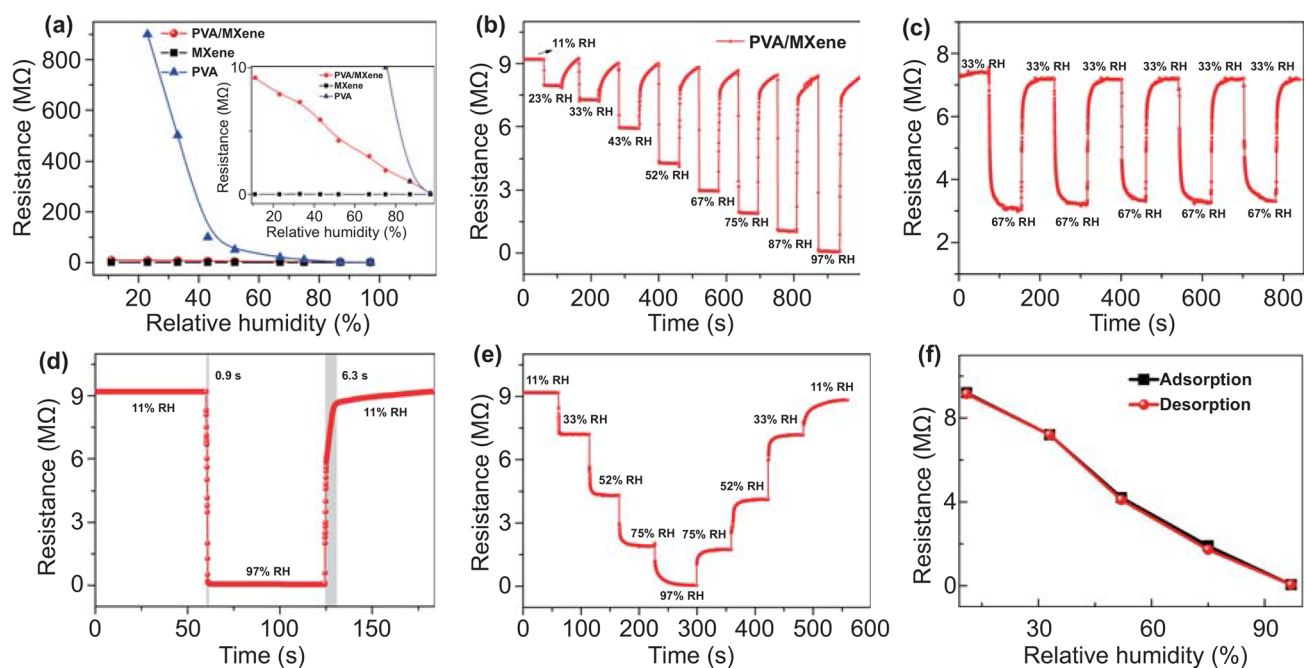 (a)
PVA/MXene
MXene
PVA
Resistance (MΩ)
900
800
700
600
500
400
300
200
100
0
20 40 60 80 100 120
Relative humidity (%)
Resistance (MΩ)
10
5
0
20 40 60 80
Relative humidity (%)
PVA/MXene
MXene
PVA
(b)
11% RH
PVA/MXene
Resistance (MΩ)
9
6
3
0
23% RH
33% RH
43% RH
52% RH
67% RH
75% RH
87% RH
97% RH
0 200 400 600 800
Time (s)
(c)
Resistance (MΩ)
8
6
4
2
33% RH 33% RH 33% RH 33% RH 33% RH
67% RH 67% RH 67% RH 67% RH 67% RH
0 200 400 600 800
Time (s)
(d)
0.9 s
6.3 s
Resistance (MΩ)
9
6
3
0
11% RH
97% RH
11% RH
0 50 100 150
Time (s)
(e)
Resistance (MΩ)
9
6
3
0
11% RH
33% RH
52% RH
75% RH
97% RH
75% RH
52% RH
33% RH
11% RH
0 100 200 300 400 500 600
Time (s)
(f)
Adsorption
Desorption
Resistance (MΩ)
8
4
0
30 60 90
Relative humidity (%)